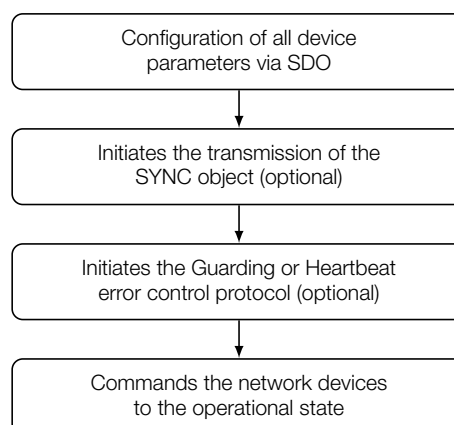 Configuration of all device
parameters via SDO
Initiates the transmission of the
SYNC object (optional)
Initiates the Guarding or Heartbeat
error control protocol (optional)
Commands the network devices
to the operational state